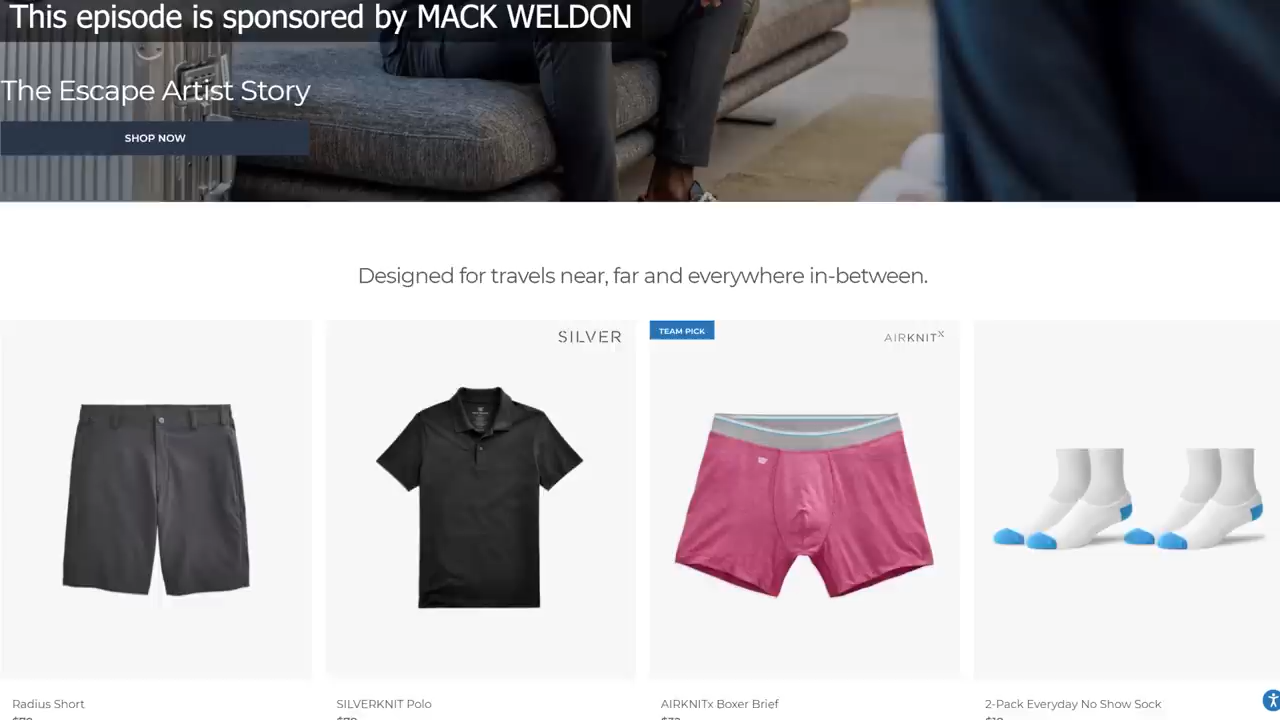 This episode is sponsored by MACK WELDON
The Escape Artist Story
SHOP NOW
Designed for travels near, far and everywhere in-between.
SILVER
TEAM PICK
AIRKNITX
Radius Short
SILVERKNIT Polo
AIRKNITx Boxer Brief
2-Pack Everyday No Show Sock